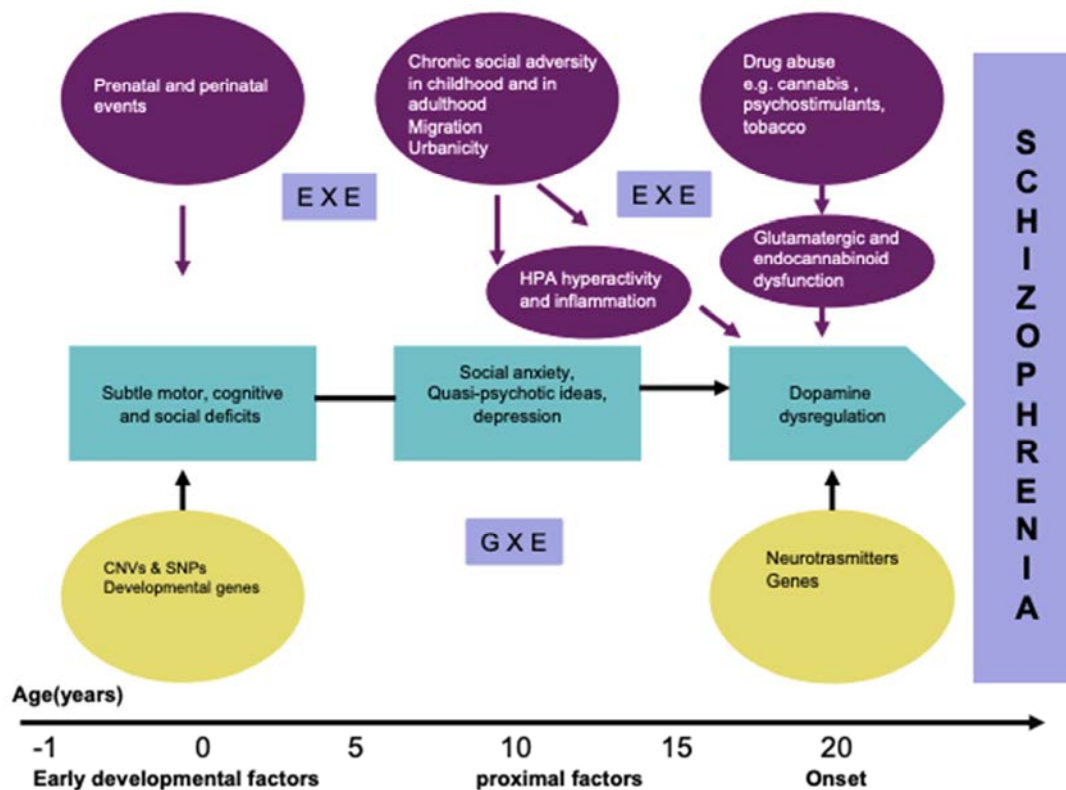 Prenatal and perinatal
events
Chronic social adversity
in childhood and in
adulthood
Migration
Urbanicity
Drug abuse
e.g. cannabis ,
psychostimulants,
tobacco
E X E
E X E
Glutamatergic and
endocannabinoid
dysfunction
HPA hyperactivity
and inflammation
Subtle motor, cognitive
and social deficits
Social anxiety,
Quasi-psychotic ideas,
depression
Dopamine
dysregulation
G X E
CNVs & SNPs
Developmental genes
Neurotrasmitters
Genes
SCHIZOPHRENIA
Age(years)
-1 0 5 10 15 20
Early developmental factors proximal factors Onset